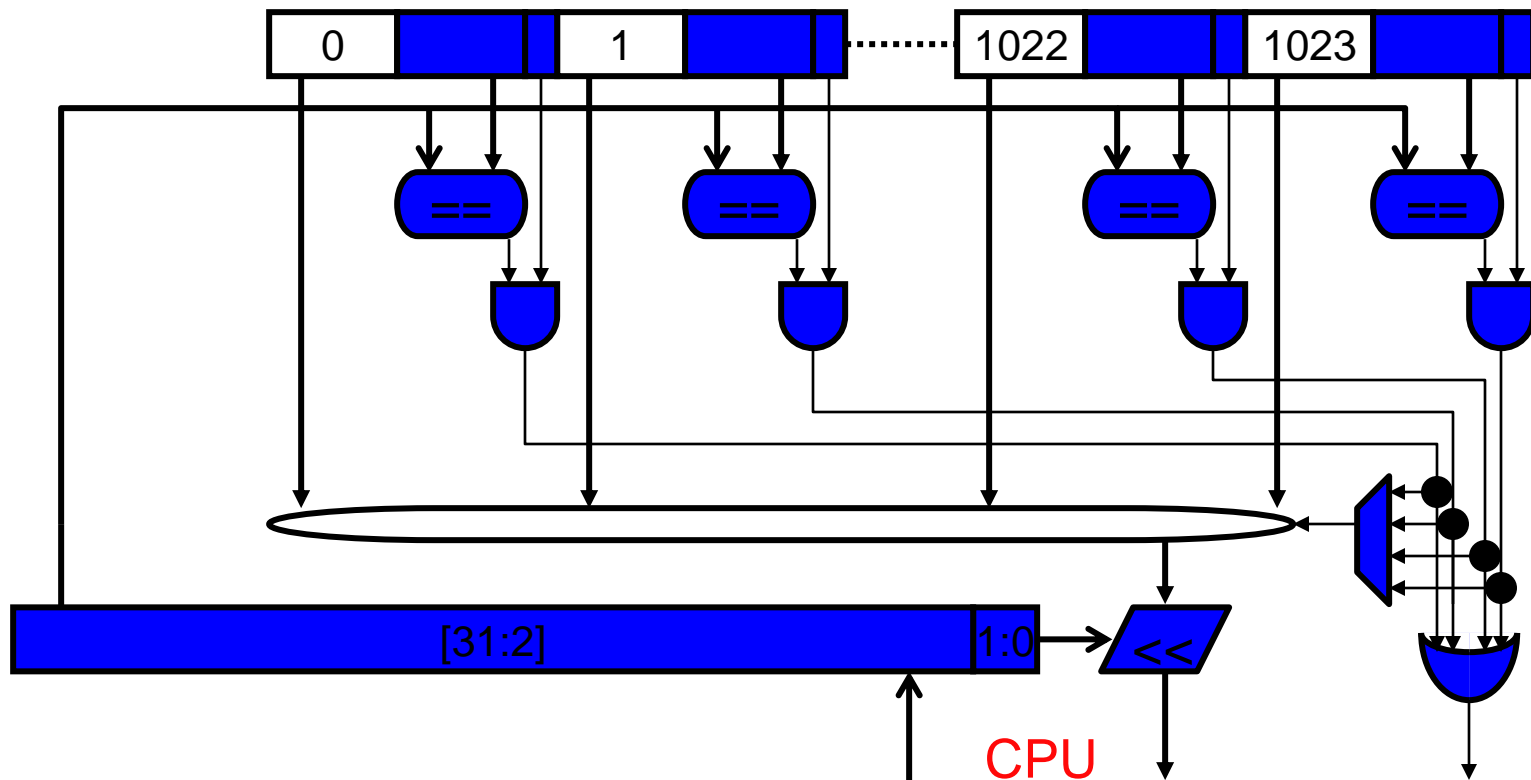 0 1 1022 1023
== == == ==
[31:2] 1:0 <<
CPU